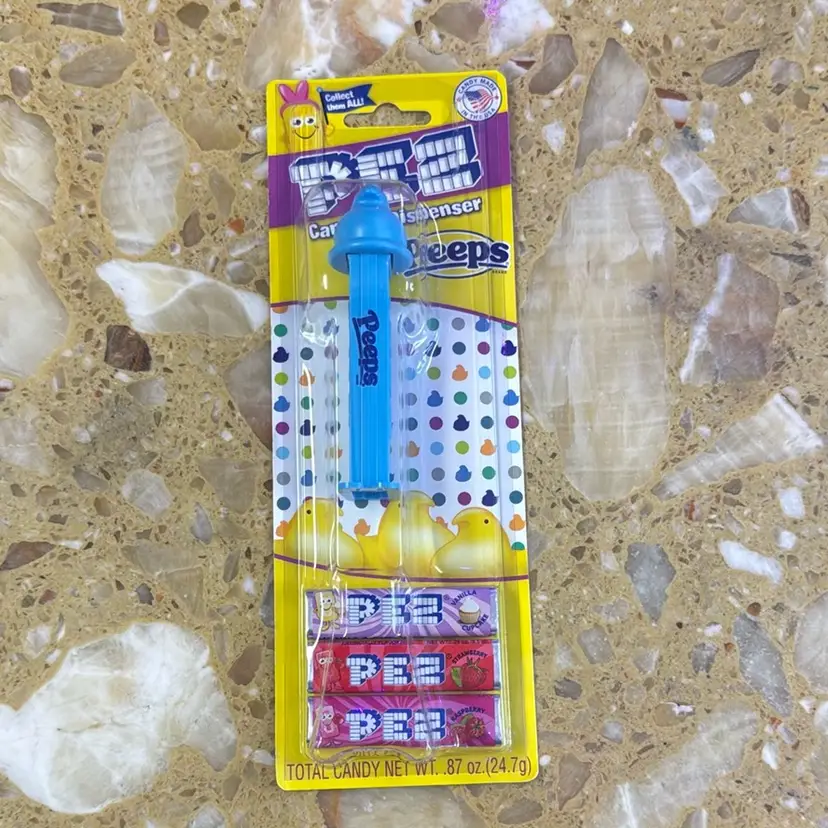 Collect
them ALL!
CANDY MADE
IN THE USA
PEZ
Dispenser
Peeps
Peeps
PEZ
VANILLA
CUPCAKE
PEZ
STRAWBERRY
PEZ
RASPBERRY
TOTAL CANDY NET WT. .87 oz.(24.7g)